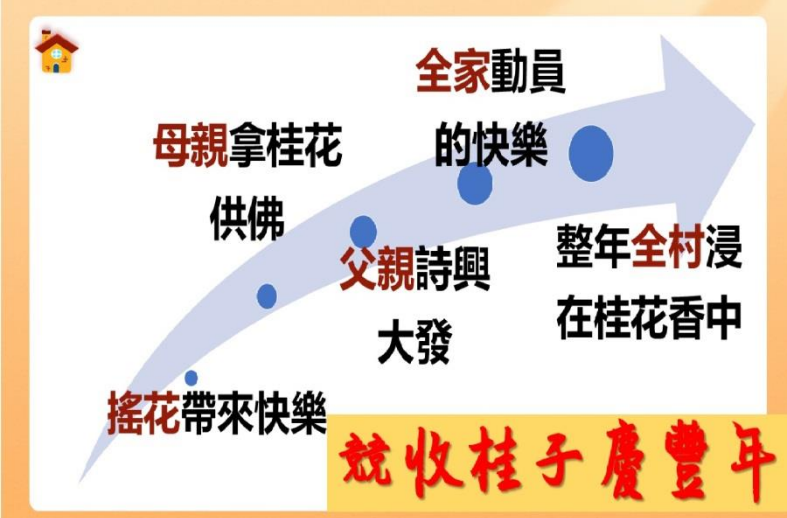 全家動員
的快樂
母親拿桂花
供佛
父親詩興
大發
整年全村浸
在桂花香中
搖花帶來快樂
競收桂子慶豐年